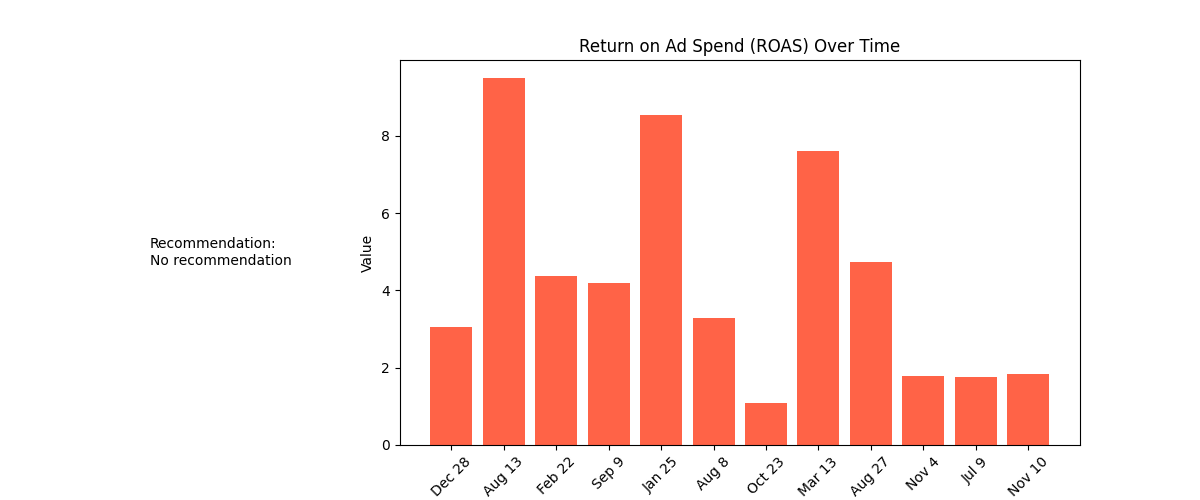 Return on Ad Spend (ROAS) Over Time
Recommendation:
No recommendation
Value
8
6
4
2
0
Dec 28
Aug 13
Feb 22
Sep 9
Jan 25
Aug 8
Oct 23
Mar 13
Aug 27
Nov 4
Jul 9
Nov 10